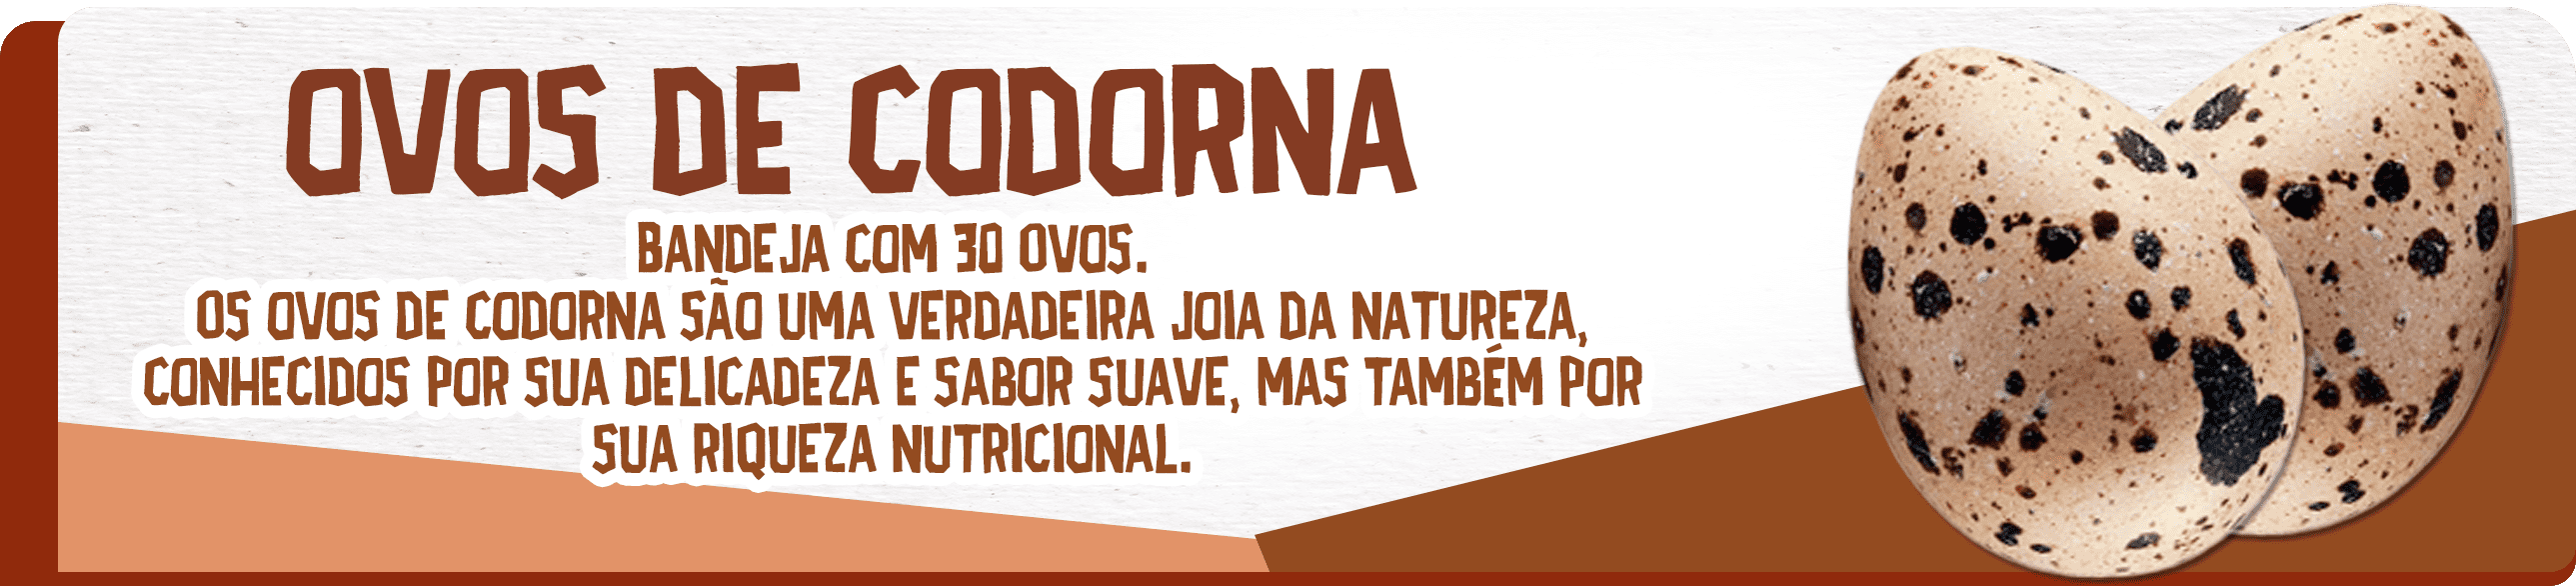 OVOS DE CODORNA
BANDEJA COM 30 OVOS.
OS OVOS DE CODORNA SÃO UMA VERDADEIRA JOIA DA NATUREZA,
CONHECIDOS POR SUA DELICADEZA E SABOR SUAVE, MAS TAMBÉM POR
SUA RIQUEZA NUTRICIONAL.